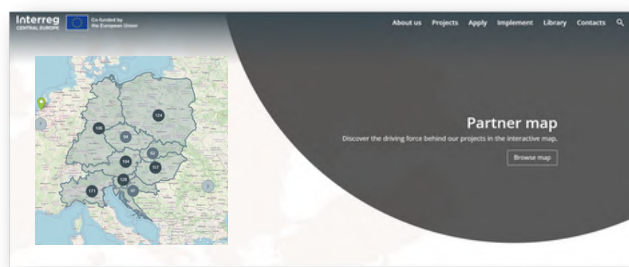 Interreg
CENTRAL EUROPE
Co-funded by
the European Union
About us Projects Apply Implement Library Contacts
Partner map
Discover the driving force behind our projects in the interactive map.
Browse map
124